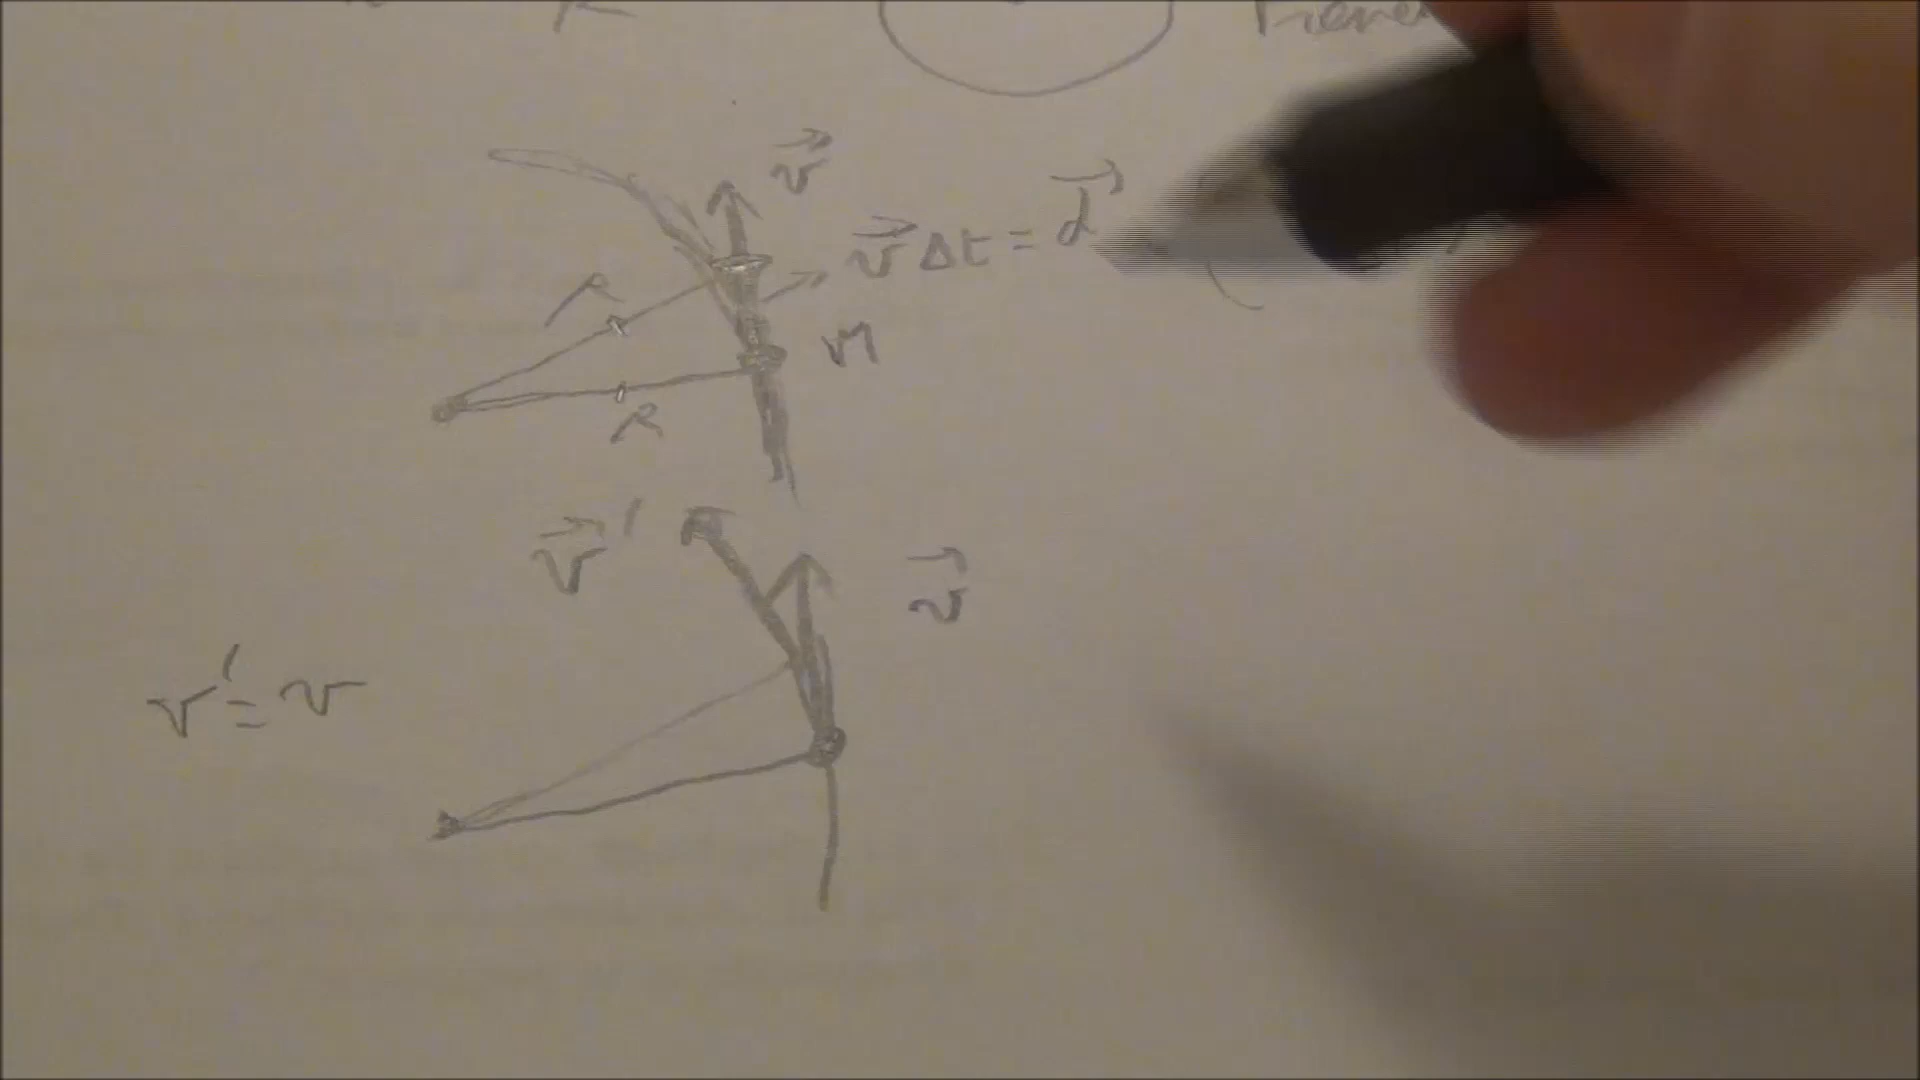 R
v⃗
v⃗ Δt = d⃗
R
M
R
v⃗'
v⃗
v' = v